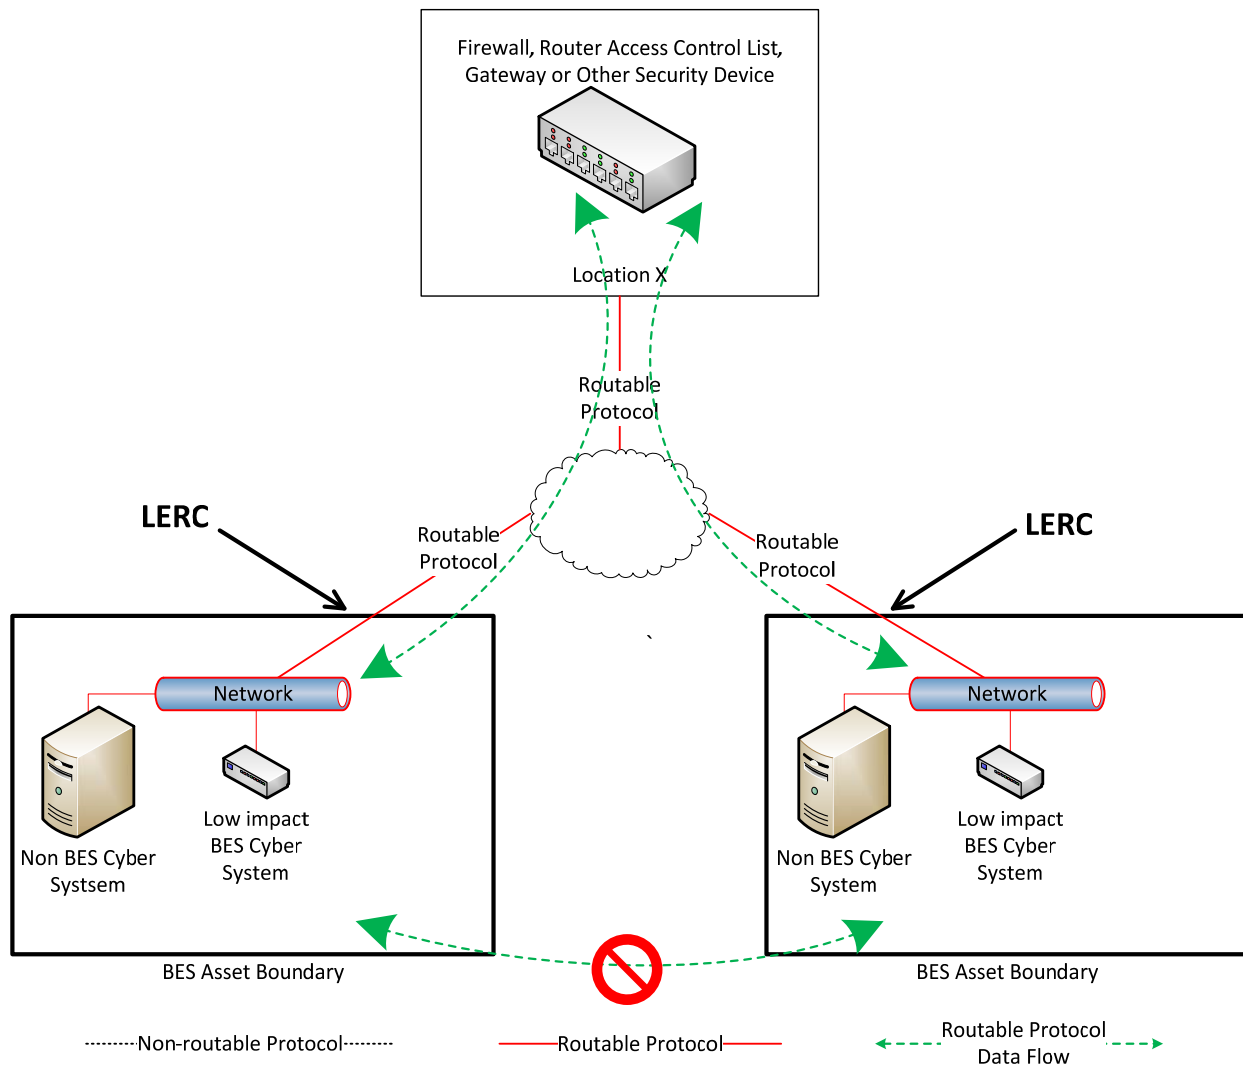 Firewall, Router Access Control List,
Gateway or Other Security Device
Location X
Routable
Protocol
LERC
Routable
Protocol
Routable
Protocol
LERC
`
Network
Non BES Cyber
Systsem
Low impact
BES Cyber
System
BES Asset Boundary
Network
Non BES Cyber
System
Low impact
BES Cyber
System
BES Asset Boundary
Non-routable Protocol
Routable Protocol
Routable Protocol
Data Flow